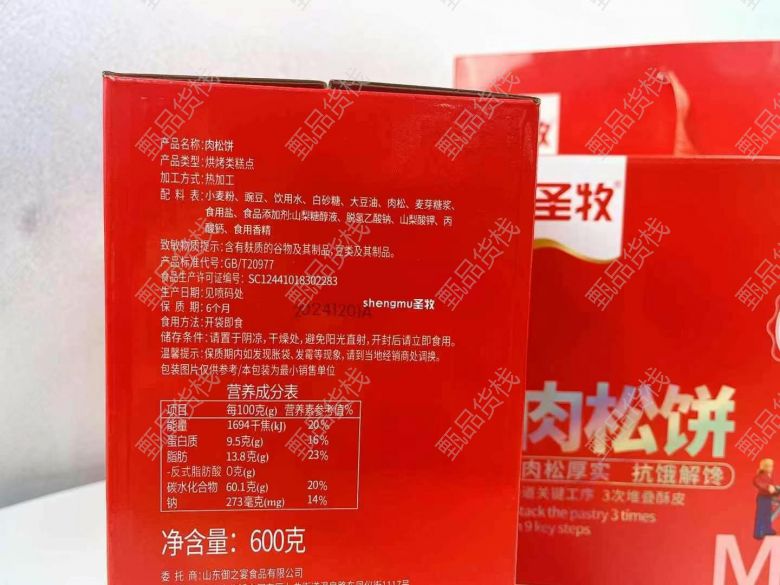 产品名称:肉松饼
产品类型:烘烤类糕点
加工方式:热加工
配 料 表:小麦粉、豌豆、饮用水、白砂糖、大豆油、肉松、麦芽糖浆、
食用盐、食品添加剂:山梨糖醇液、脱氢乙酸钠、山梨酸钾、丙
酸钙、食用香精
致敏物质提示:含有麸质的谷物及其制品,豆类及其制品。
产品标准代号:GB/T20977
食品生产许可证编号:SC12441018302283
生产日期:见喷码处
20241201A
shengmu圣牧
保 质 期:6个月
食用方法:开袋即食
储存条件:请置于阴凉,干燥处,避免阳光直射,开封后请立即食用。
温馨提示:保质期内如发现胀袋、发霉等现象,请到当地经销商处调换。
包装图片仅供参考/本包装为最小销售单位
营养成分表
项目 每100克(g) 营养素参考值%
能量 1694千焦(kJ) 20%
蛋白质 9.5克(g) 16%
脂肪 13.8克(g) 23%
-反式脂肪酸 0克(g)
碳水化合物 60.1克(g) 20%
钠 273毫克(mg) 14%
净含量:600克
委 托 商:山东御之宴食品有限公司
圣牧
肉松饼
肉松厚实 抗饿解馋
道关键工序 3次堆叠酥皮
tack the pastry 3 times
9 key steps
M
甄品货栈